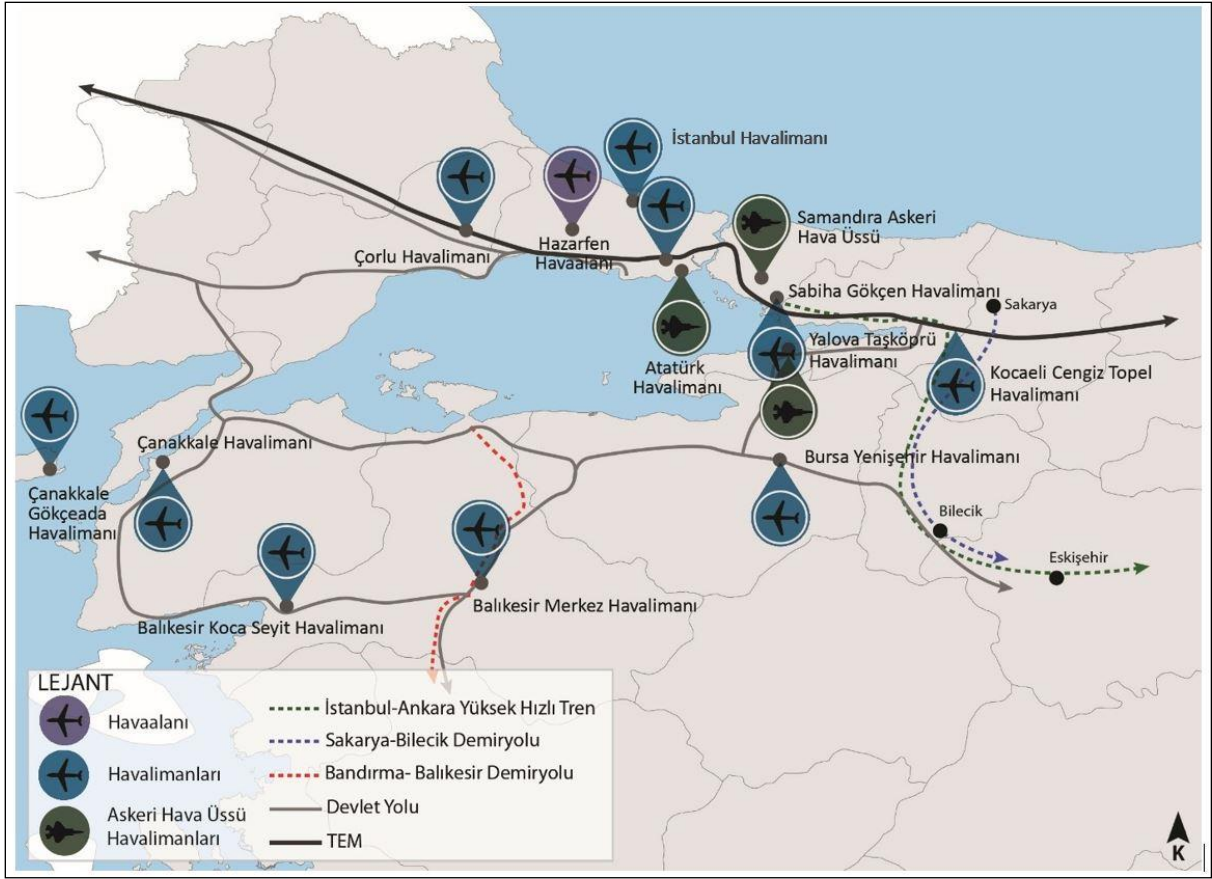 İstanbul Havalimanı
Samandıra Askeri
Hava Üssü
Hazarfen
Havaalanı
Çorlu Havalimanı
Sabiha Gökçen Havalimanı
Sakarya
Yalova Taşköprü
Havalimanı
Atatürk
Havalimanı
Kocaeli Cengiz Topel
Havalimanı
Çanakkale Havalimanı
Bursa Yenişehir Havalimanı
Çanakkale
Gökçeada
Havalimanı
Bilecik
Eskişehir
Balıkesir Merkez Havalimanı
Balıkesir Koca Seyit Havalimanı
LEJANT
Havaalanı
Havalimanları
Askeri Hava Üssü
Havalimanları
İstanbul-Ankara Yüksek Hızlı Tren
Sakarya-Bilecik Demiryolu
Bandırma- Balıkesir Demiryolu
Devlet Yolu
TEM
K